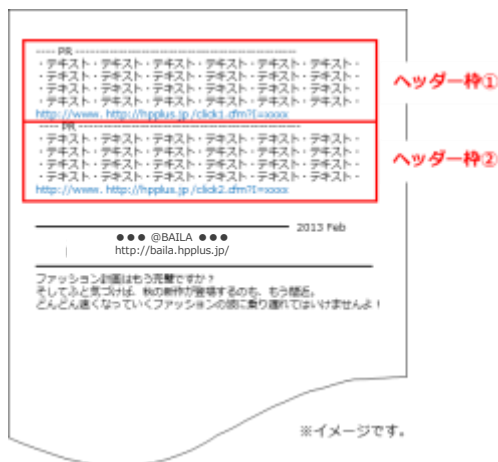 ---- PR --------------------------------------------
・テキスト・テキスト・テキスト・テキスト・テキスト・テキスト・
・テキスト・テキスト・テキスト・テキスト・テキスト・テキスト・
・テキスト・テキスト・テキスト・テキスト・テキスト・テキスト・
・テキスト・テキスト・テキスト・テキスト・テキスト・テキスト・
http://www. http://hpplus.jp /click1.cfm?I=xxxx
ヘッダー枠①
---- PR --------------------------------------------
・テキスト・テキスト・テキスト・テキスト・テキスト・テキスト・
・テキスト・テキスト・テキスト・テキスト・テキスト・テキスト・
・テキスト・テキスト・テキスト・テキスト・テキスト・テキスト・
・テキスト・テキスト・テキスト・テキスト・テキスト・テキスト・
http://www. http://hpplus.jp /click2.cfm?I=xxxx
ヘッダー枠②
2013 Feb
●●● @BAILA ●●●
http://baila.hpplus.jp/
ファッション計画はもう完璧ですか？
そしてふと気づけば、秋の新作が登場するのも、もう間近。
どんどん速くなっていくファッションの波に乗り遅れてはいけませんよ！
※イメージです。